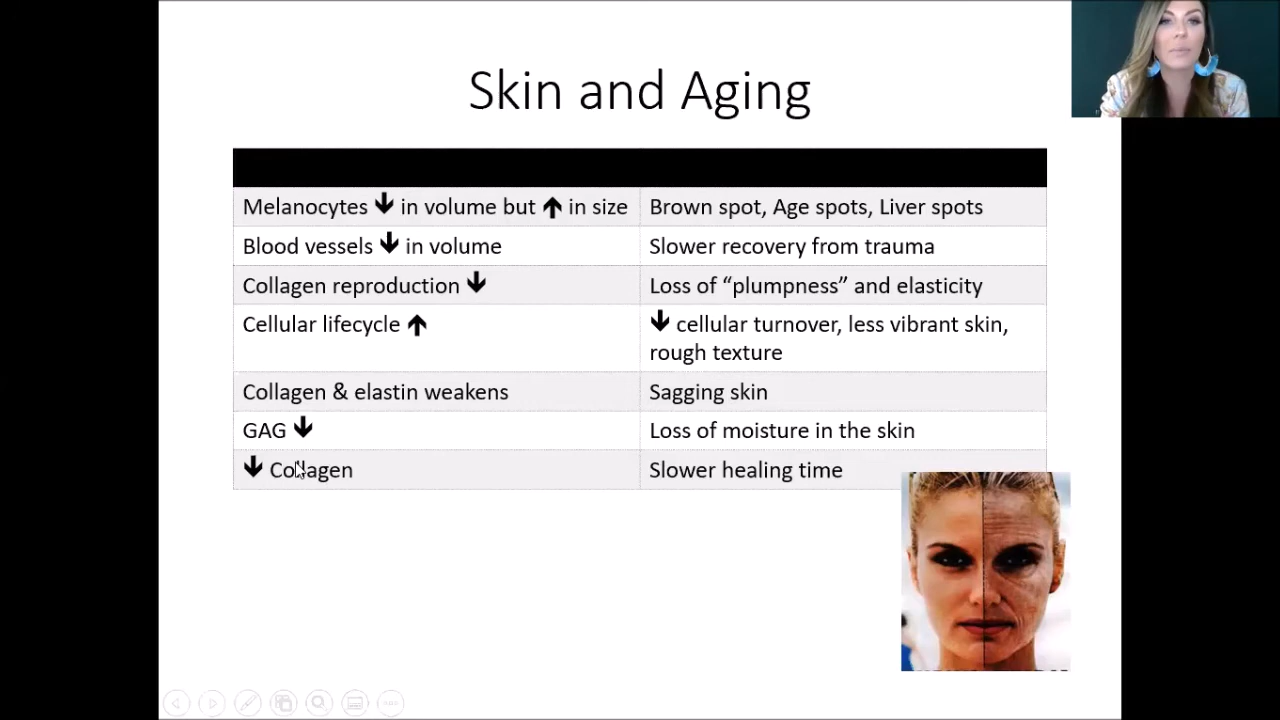 Skin and Aging
Melanocytes ↓ in volume but ↑ in size
Brown spot, Age spots, Liver spots
Blood vessels ↓ in volume
Slower recovery from trauma
Collagen reproduction ↓
Loss of “plumpness” and elasticity
Cellular lifecycle ↑
↓ cellular turnover, less vibrant skin,
rough texture
Collagen & elastin weakens
Sagging skin
GAG ↓
Loss of moisture in the skin
↓ Collagen
Slower healing time